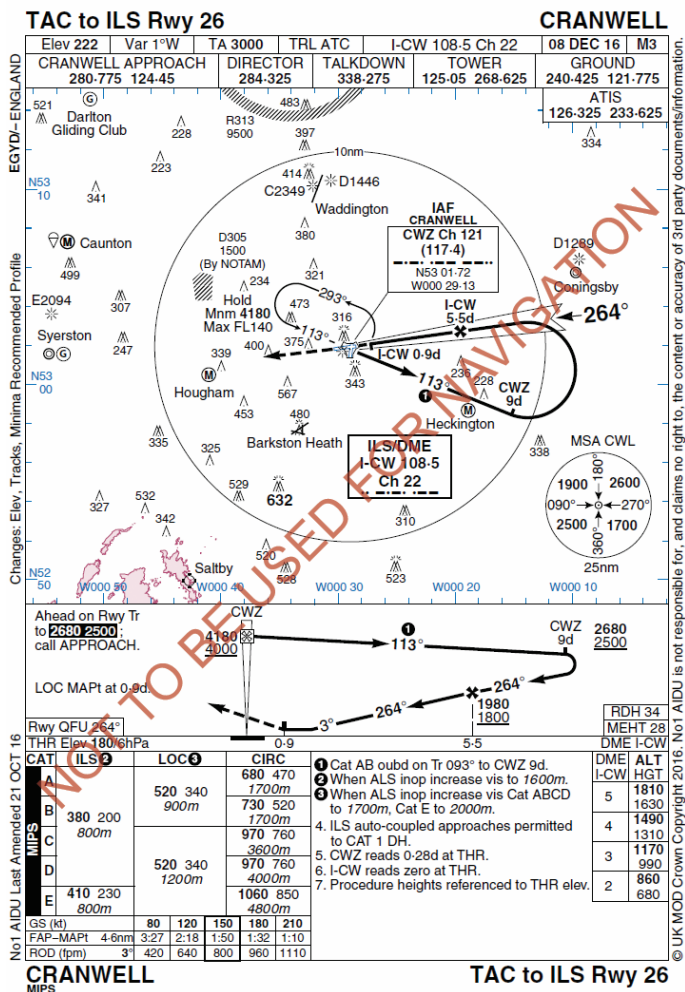 TAC to ILS Rwy 26 CRANWELL
Elev 222 Var 1°W TA 3000 TRL ATC I-CW 108·5 Ch 22 08 DEC 16 M3
CRANWELL APPROACH DIRECTOR TALKDOWN TOWER GROUND
280·775 124·45 284·325 338·275 125·05 268·625 240·425 121·775
ATIS
126·325 233·625
EGYD/– ENGLAND
Changes: Elev, Tracks, Minima Recommended Profile
No1 AIDU Last Amended 21 OCT 16
© UK MOD Crown Copyright 2016. No1 AIDU is not responsible for, and claims no right to, the content or accuracy of 3rd party documents/information.
NOT TO BE USED FOR NAVIGATION
521
G
Darlton
Gliding Club
228
223
483
R313
9500
397
334
10nm
N53
10
341
414
C2349
D1446
Waddington
IAF
CRANWELL
CWZ Ch 121
(117·4)
N53 01·72
W000 29·13
D1289
Coningsby
M Caunton
499
380
D305
1500
(By NOTAM)
234
321
E2094
307
Hold
Mnm 4180
Max FL140
473
293°
113°
316
I-CW
5·5d
264°
Syerston
G
247
339
400
375
I-CW 0·9d
N53
00
M
Hougham
567
343
113°
1
236
228
CWZ
9d
M
Heckington
453
480
Barkston Heath
335
325
ILS/DME
I-CW 108·5
Ch 22
338
MSA CWL
180°
1900 2600
090° 270°
2500 1700
360°
25nm
529
632
327
532
342
310
520
528
523
Saltby
N52
50
W000 50
W000 40
W000 30
W000 20
W000 10
Ahead on Rwy Tr
to 2680 2500 ;
call APPROACH.
LOC MAPt at 0·9d.
CWZ
4180
4000
1
113°
CWZ
9d
2680
2500
264°
264°
1980
1800
3°
RDH 34
MEHT 28
Rwy QFU 264°
THR Elev 180/6hPa 0·9 5·5 DME I-CW
CAT ILS 2 LOC 3 CIRC
MIPS
A 680 470
1700m
B 730 520
1700m
C 970 760
3600m
D 970 760
4000m
E 1060 850
4800m
380 200
800m
410 230
800m
520 340
900m
520 340
1200m
GS (kt) 80 120 150 180 210
FAP–MAPt 4·6nm 3:27 2:18 1:50 1:32 1:10
ROD (fpm) 3° 420 640 800 960 1110
1 Cat AB oubd on Tr 093° to CWZ 9d.
2 When ALS inop increase vis to 1600m.
3 When ALS inop increase vis Cat ABCD
to 1700m, Cat E to 2000m.
4. ILS auto-coupled approaches permitted
to CAT 1 DH.
5. CWZ reads 0·28d at THR.
6. I-CW reads zero at THR.
7. Procedure heights referenced to THR elev.
DME ALT
I-CW HGT
5 1810
1630
4 1490
1310
3 1170
990
2 860
680
CRANWELL TAC to ILS Rwy 26
MIPS